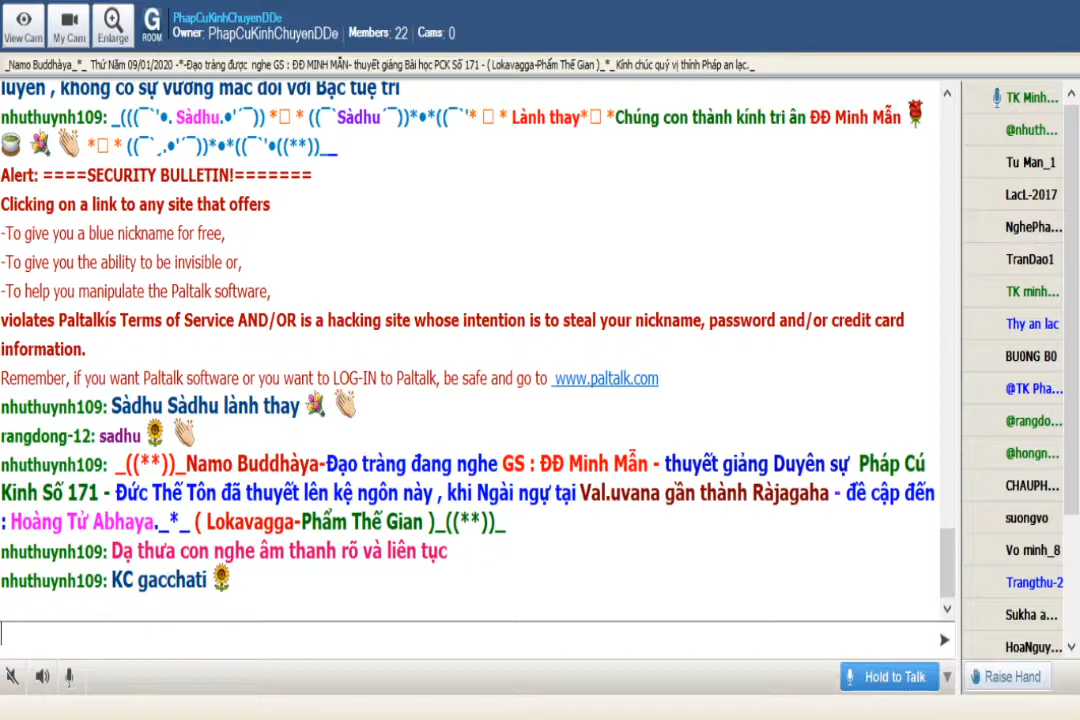 View Cam
My Cam
Enlarge
G
ROOM
PhapCuKinhChuyenDDe
Owner: PhapCuKinhChuyenDDe Members: 22 Cams: 0
_Namo Buddhàya_*_ Thứ Năm 09/01/2020 -*-Đạo tràng được nghe GS : ĐĐ MINH MẪN- thuyết giảng Bài học PCK Số 171 - ( Lokavagga-Phẩm Thế Gian )_*_ Kính chúc quý vị thính Pháp an lạc._
luyến , không có sự vướng mắc đối với Bậc tuệ tri
nhuthuynh109: _(((¯`'•. Sàdhu.•'´¯)) *□ * ((¯`Sàdhu´¯))*•*((¯`'* □ * Lành thay*□ *Chúng con thành kính tri ân ĐĐ Minh Mẫn 🌹
🍵 💐 👏 *□ * ((¯`¸.•'´¯))*•*((¯`'•((**))__
Alert: ====SECURITY BULLETIN!=======
Clicking on a link to any site that offers
-To give you a blue nickname for free,
-To give you the ability to be invisible or,
-To help you manipulate the Paltalk software,
violates Paltalkís Terms of Service AND/OR is a hacking site whose intention is to steal your nickname, password and/or credit card
information.
Remember, if you want Paltalk software or you want to LOG-IN to Paltalk, be safe and go to www.paltalk.com
nhuthuynh109: Sàdhu Sàdhu lành thay 💐 👏
rangdong-12: sadhu 🌻 👏
nhuthuynh109: _((**))_Namo Buddhàya-Đạo tràng đang nghe GS : ĐĐ Minh Mẫn - thuyết giảng Duyên sự Pháp Cú
Kinh Số 171 - Đức Thế Tôn đã thuyết lên kệ ngôn này , khi Ngài ngự tại Val.uvana gần thành Ràjagaha - đề cập đến
: Hoàng Tử Abhaya._*_ ( Lokavagga-Phẩm Thế Gian )_((**))_
nhuthuynh109: Dạ thưa con nghe âm thanh rõ và liên tục
nhuthuynh109: KC gacchati 🌻
TK Minh...
@nhuth...
Tu Man_1
LacL-2017
NghePha...
TranDao1
TK minh...
Thy an lac
BUONG B0
@TK Pha...
@rangdo...
@hongn...
CHAUPH...
suongvo
Vo minh_8
Trangthu-2
Sukha a...
HoaNguy...
Hold to Talk
Raise Hand